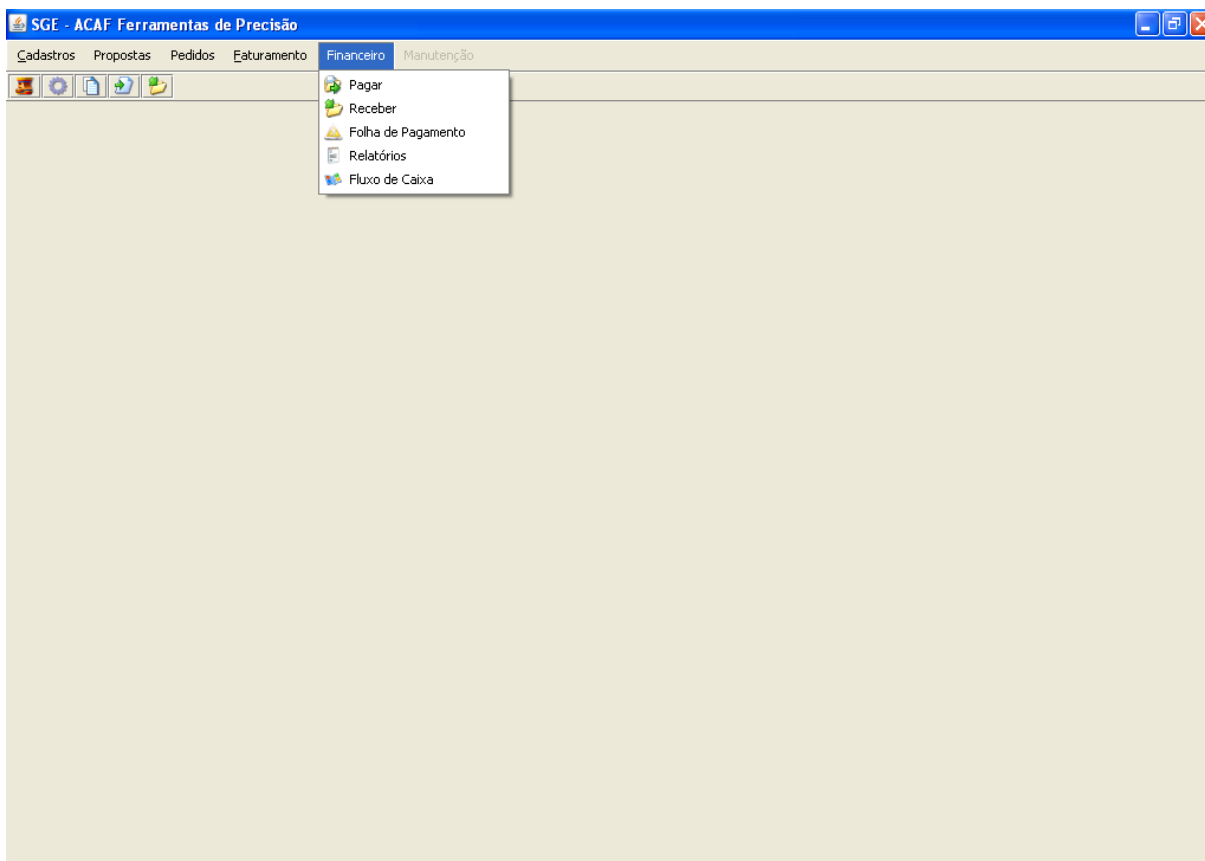 SGE - ACAF Ferramentas de Precisão
Cadastros Propostas Pedidos Faturamento Financeiro Manutenção
Pagar
Receber
Folha de Pagamento
Relatórios
Fluxo de Caixa